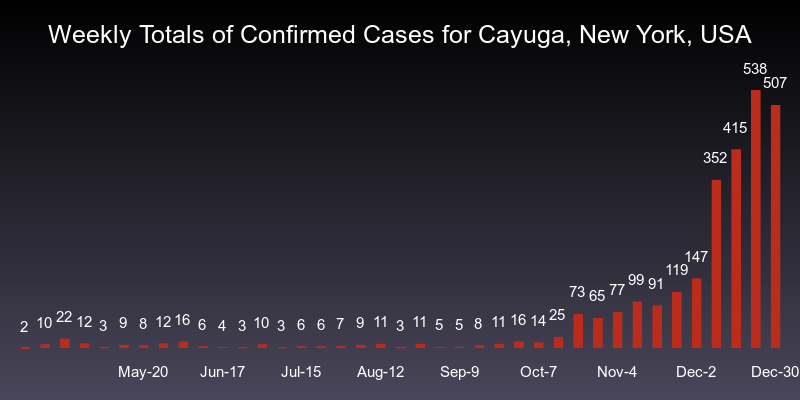 Weekly Totals of Confirmed Cases for Cayuga, New York, USA
2 10 22 12 3 9 8 12 16 6 4 3 10 3 6 6 7 9 11 3 11 5 5 8 11 16 14 25 73 65 77 99 91 119 147 352 415 538 507
May-20 Jun-17 Jul-15 Aug-12 Sep-9 Oct-7 Nov-4 Dec-2 Dec-30